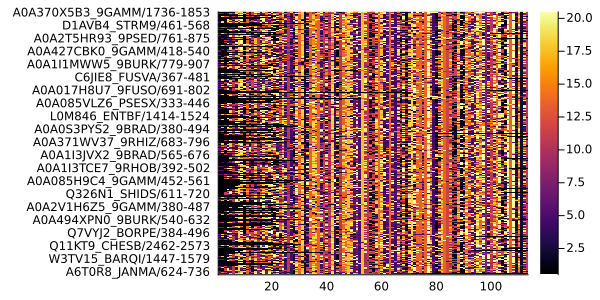 A0A370X5B3_9GAMM/1736-1853
D1AVB4_STRM9/461-568
A0A2T5HR93_9PSED/761-875
A0A427CBK0_9GAMM/418-540
A0A1I1MWW5_9BURK/779-907
C6JIE8_FUSVA/367-481
A0A017H8U7_9FUSO/691-802
A0A085VLZ6_PSESX/333-446
L0M846_ENTBF/1414-1524
A0A0S3PYS2_9BRAD/380-494
A0A371WV37_9RHIZ/683-796
A0A1I3JVX2_9BRAD/565-676
A0A1I3TCE7_9RHOB/392-502
A0A085H9C4_9GAMM/452-561
Q326N1_SHIDS/611-720
A0A2V1H6Z5_9GAMM/380-487
A0A494XPN0_9BURK/540-632
Q7VYJ2_BORPE/384-496
Q11KT9_CHESB/2462-2573
W3TV15_BARQI/1447-1579
A6T0R8_JANMA/624-736
20 40 60 80 100
20.0
17.5
15.0
12.5
10.0
7.5
5.0
2.5